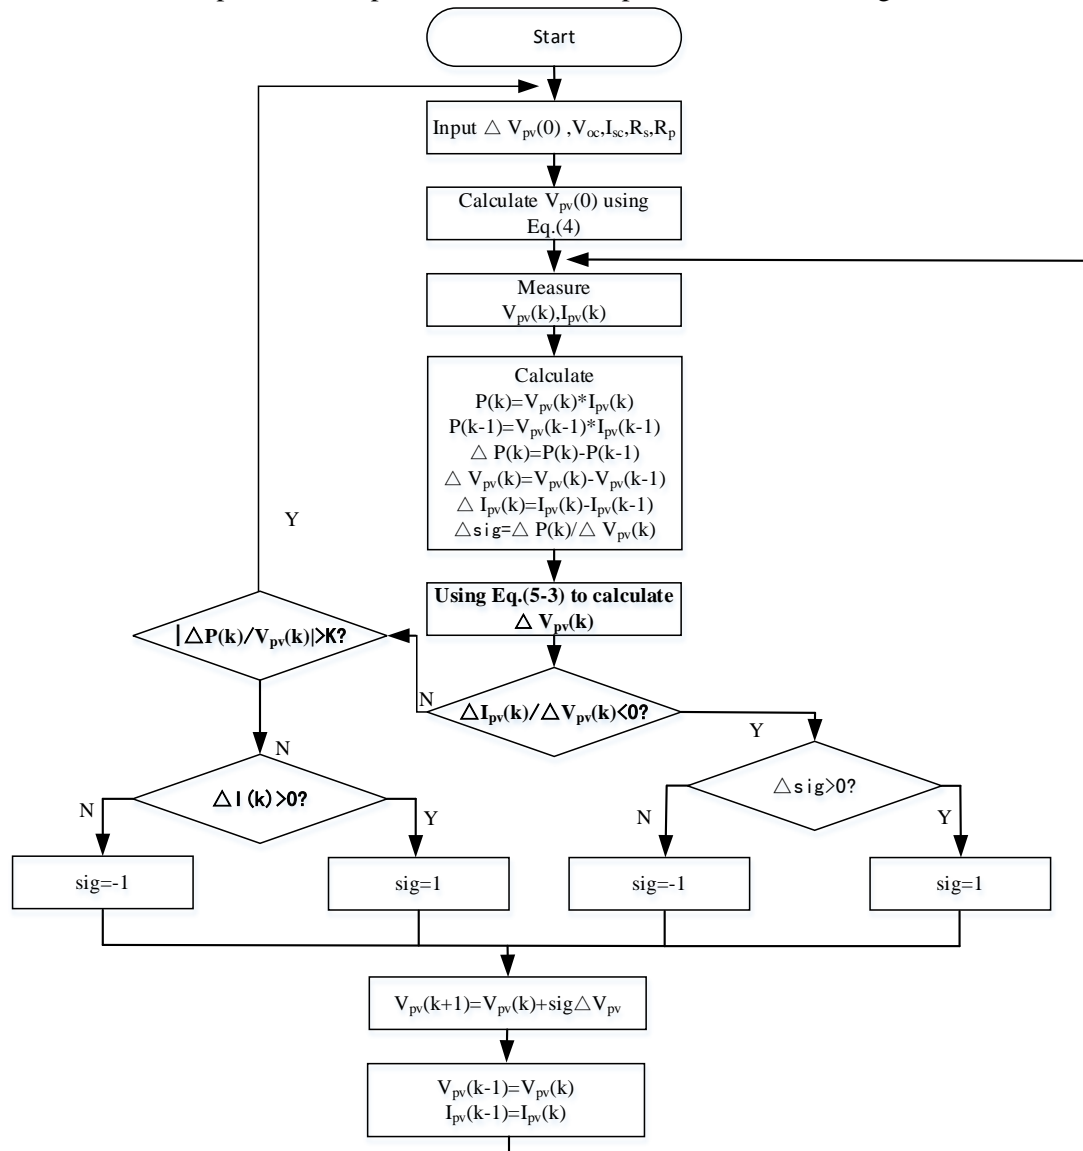 Start
Input △ Vpv(0) ,Voc,Isc,Rs,Rp
Calculate Vpv(0) using
Eq.(4)
Measure
Vpv(k),Ipv(k)
Calculate
P(k)=Vpv(k)*Ipv(k)
P(k-1)=Vpv(k-1)*Ipv(k-1)
△ P(k)=P(k)-P(k-1)
△ Vpv(k)=Vpv(k)-Vpv(k-1)
△ Ipv(k)=Ipv(k)-Ipv(k-1)
△sig=△ P(k)/△ Vpv(k)
Y
Using Eq.(5-3) to calculate
△ Vpv(k)
|△P(k)/Vpv(k)|>K?
N
△Ipv(k)/△Vpv(k)<0?
Y
N
△I(k)>0?
N
Y
△sig>0?
N
Y
sig=-1
sig=1
sig=-1
sig=1
Vpv(k+1)=Vpv(k)+sig△Vpv
Vpv(k-1)=Vpv(k)
Ipv(k-1)=Ipv(k)